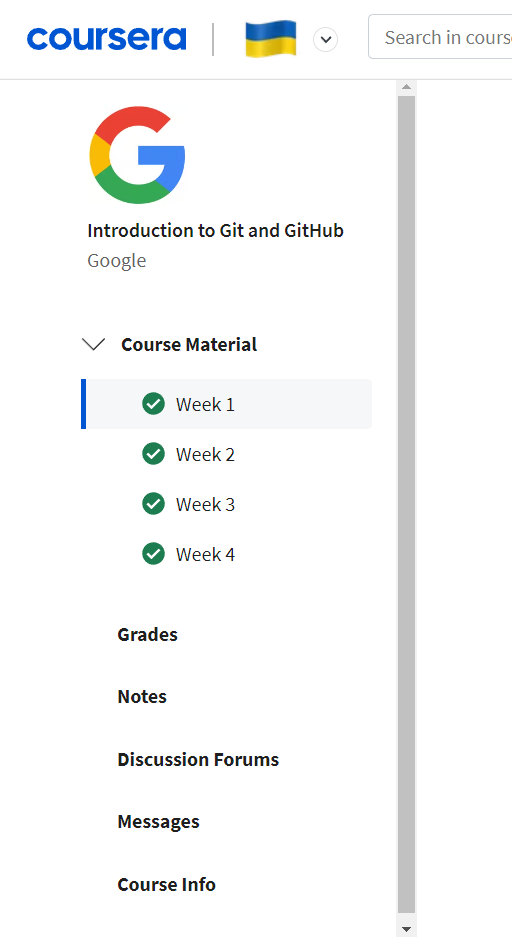 coursera
Search in cours
Introduction to Git and GitHub
Google
Course Material
Week 1
Week 2
Week 3
Week 4
Grades
Notes
Discussion Forums
Messages
Course Info